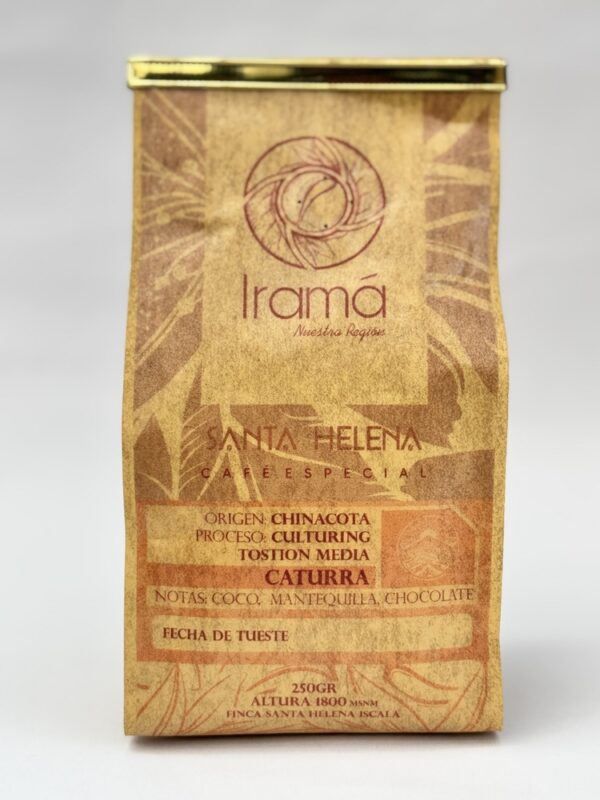 Iramá
Nuestra Región
SANTA HELENA
CAFÉ ESPECIAL
ORIGEN: CHINACOTA
PROCESO: CULTURING
TOSTION MEDIA
CATURRA
NOTAS: COCO, MANTEQUILLA, CHOCOLATE
FECHA DE TUESTE
250GR
ALTURA 1800 MSNM
FINCA SANTA HELENA ISCALA